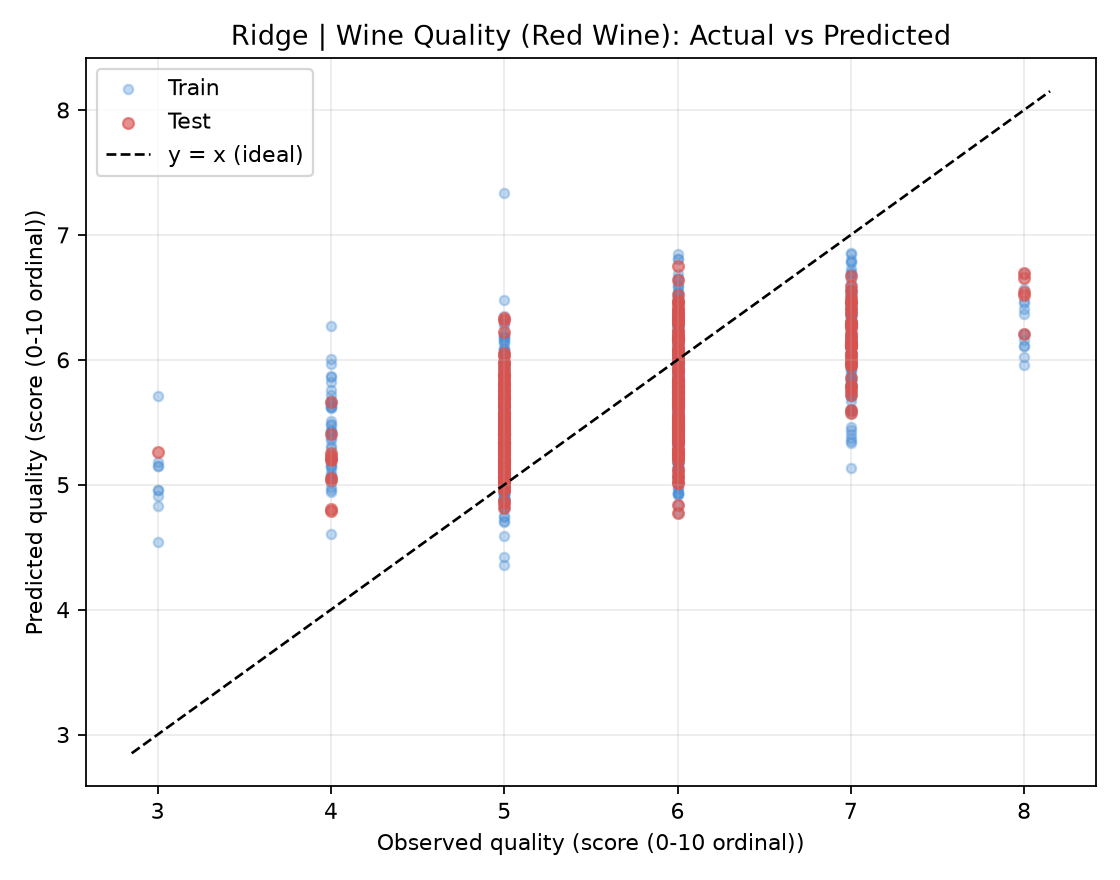 Ridge | Wine Quality (Red Wine): Actual vs Predicted
Train
Test
y = x (ideal)
8
7
6
5
4
3
Predicted quality (score (0-10 ordinal))
3 4 5 6 7 8
Observed quality (score (0-10 ordinal))